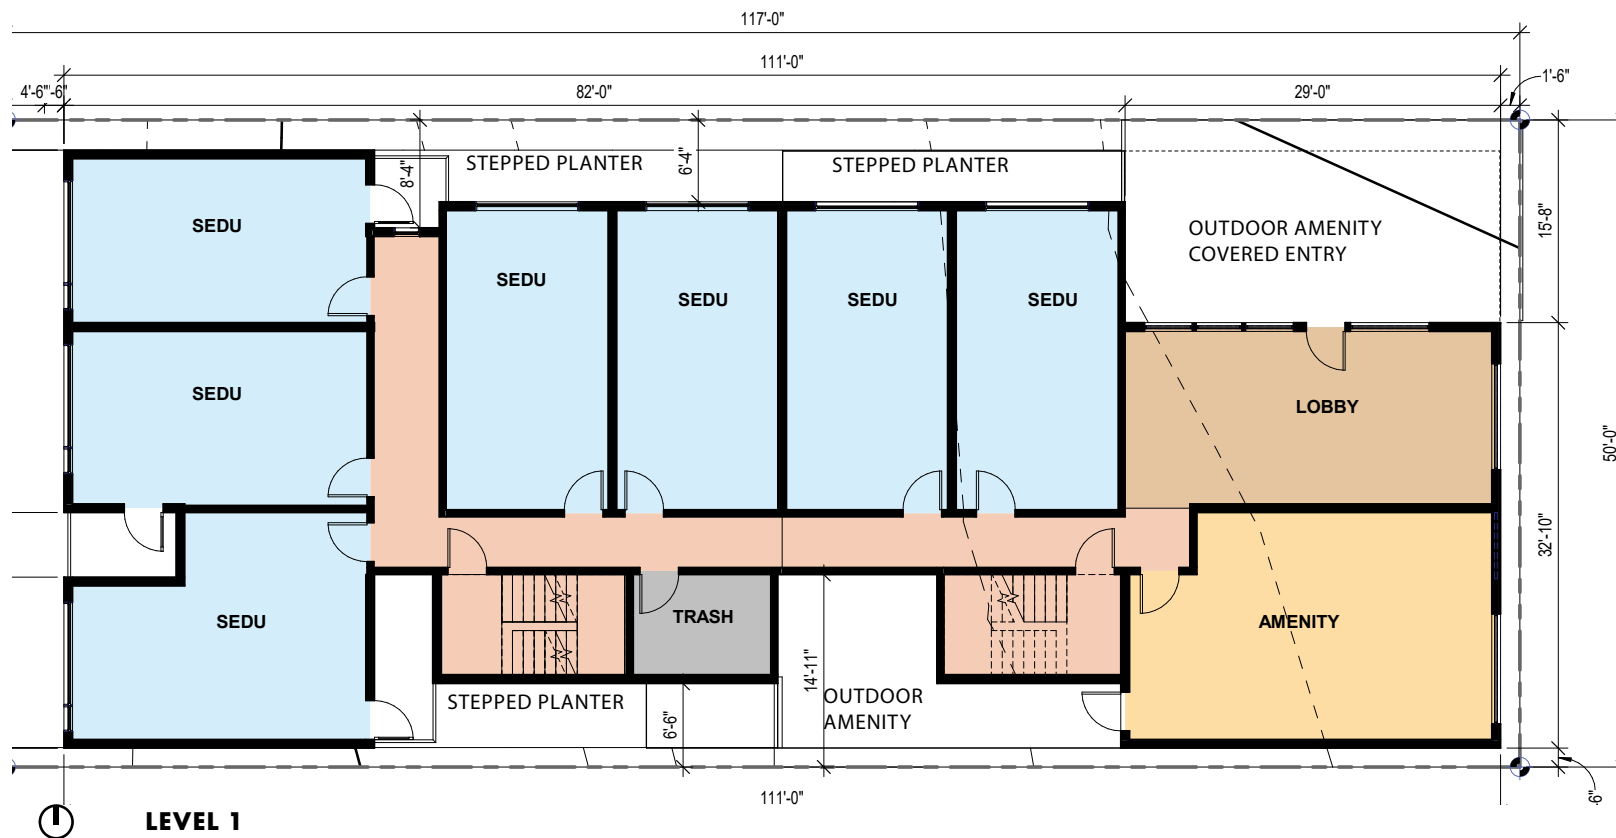 117'-0"
111'-0"
1'-6"
4'-6"
-6"
82'-0"
29'-0"
STEPPED PLANTER
8'-4"
6'-4"
STEPPED PLANTER
SEDU
OUTDOOR AMENITY
COVERED ENTRY
15'-8"
SEDU
SEDU
SEDU
SEDU
SEDU
LOBBY
50'-0"
32'-10"
SEDU
TRASH
AMENITY
14'-11"
STEPPED PLANTER
6'-6"
OUTDOOR
AMENITY
111'-0"
6"
LEVEL 1